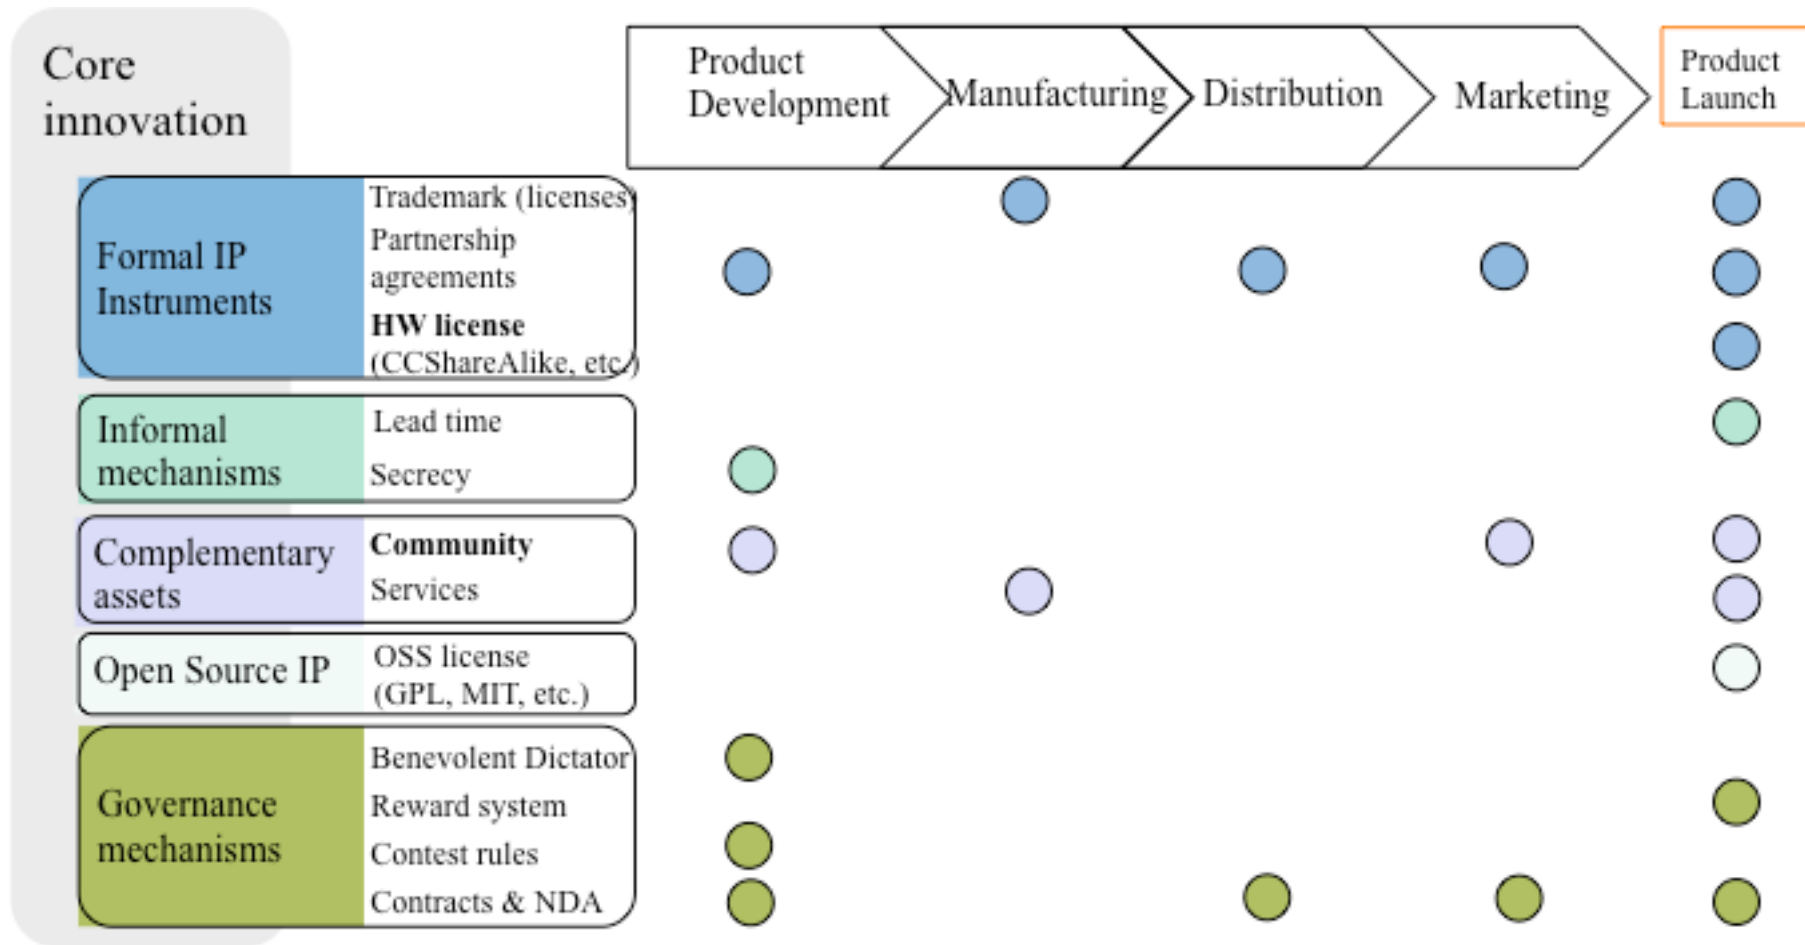 Core
innovation
Product
Development
Manufacturing
Distribution
Marketing
Product
Launch
Formal IP
Instruments
Trademark (licenses)
Partnership
agreements
HW license
(CCShareAlike, etc.)
Informal
mechanisms
Lead time
Secrecy
Complementary
assets
Community
Services
Open Source IP
OSS license
(GPL, MIT, etc.)
Governance
mechanisms
Benevolent Dictator
Reward system
Contest rules
Contracts & NDA